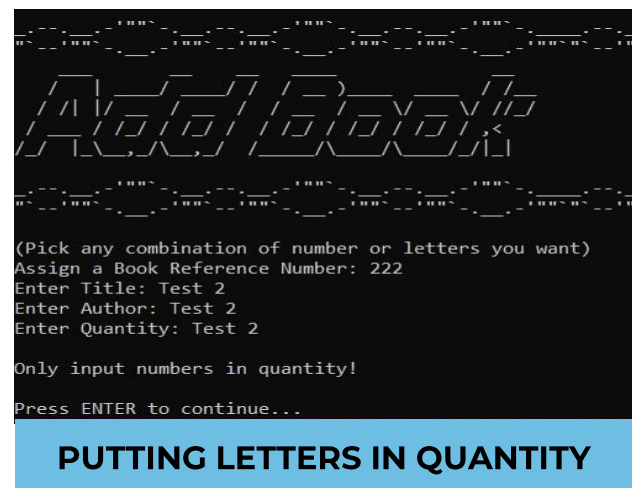 Add Book
(Pick any combination of number or letters you want)
Assign a Book Reference Number: 222
Enter Title: Test 2
Enter Author: Test 2
Enter Quantity: Test 2
Only input numbers in quantity!
Press ENTER to continue...
PUTTING LETTERS IN QUANTITY